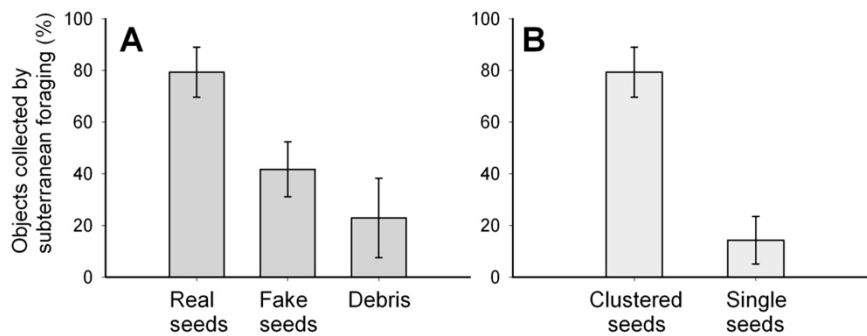 Objects collected by
subterranean foraging (%)
A
100
80
60
40
20
0
Real
seeds
Fake
seeds
Debris
B
100
80
60
40
20
0
Clustered
seeds
Single
seeds